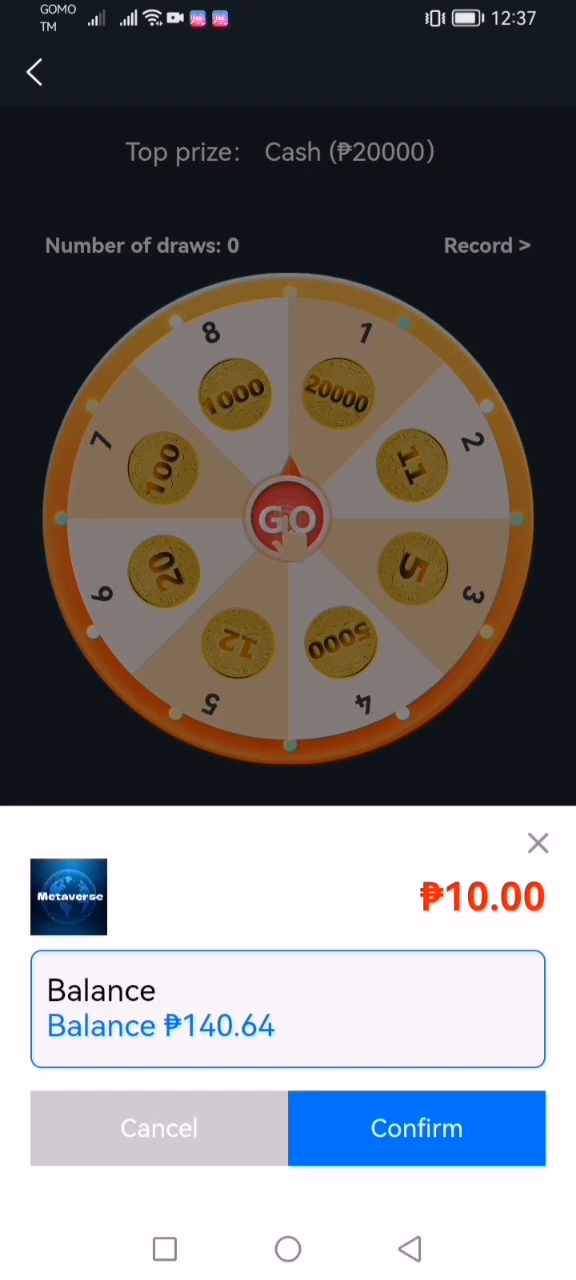 GOMO
TM
12:37
Top prize: Cash (₱20000)
Number of draws: 0
Record >
8
1
1000
20000
7
2
100
11
GO
20
5
6
3
12
5000
5
4
Metaverse
₱10.00
Balance
Balance ₱140.64
Cancel
Confirm